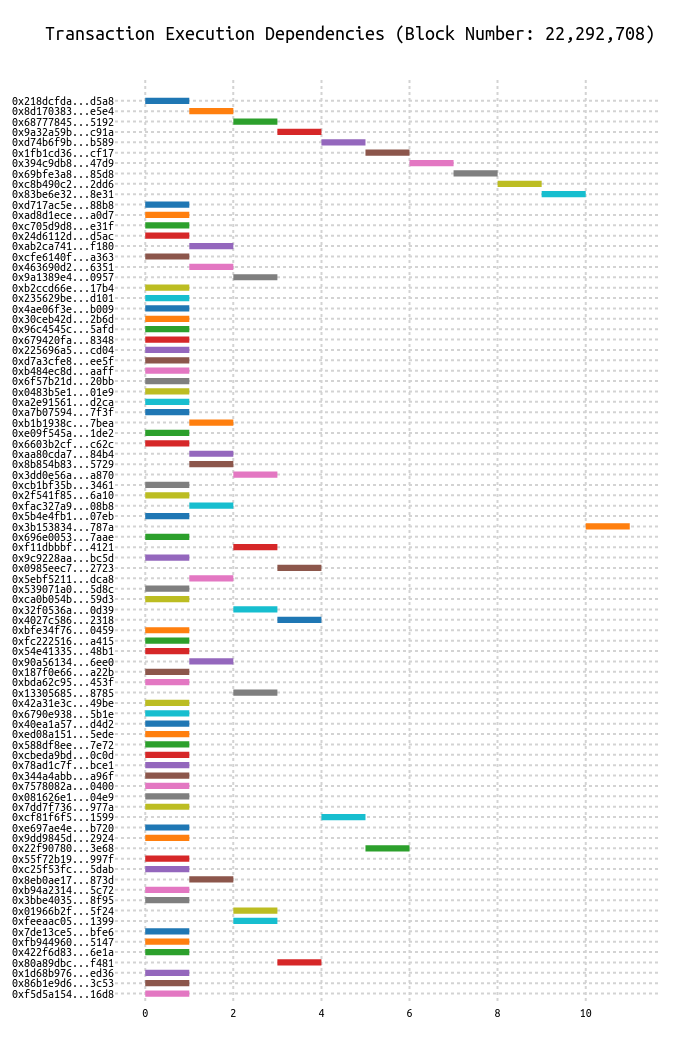 Transaction Execution Dependencies (Block Number: 22,292,708)
0x218dcfda...d5a8
0x8d170383...e5e4
0x68777845...5192
0x9a32a59b...c91a
0xd74b6f9b...b589
0x1fb1cd36...cf17
0x394c9db8...47d9
0x69bfe3a8...85d8
0xc8b490c2...2dd6
0x83be6e32...8e31
0xd717ac5e...88b8
0xad8d1ece...a0d7
0xc705d9d8...e31f
0x24d6112d...d5ac
0xab2ca741...f180
0xcfe6140f...a363
0x463690d2...6351
0x9a1389e4...0957
0xb2ccd66e...17b4
0x235629be...d101
0x4ae06f3e...b009
0x30ceb42d...2b6d
0x96c4545c...5afd
0x679420fa...8348
0x225696a5...cd04
0xd7a3cfe8...ee5f
0xb484ec8d...aaff
0x6f57b21d...20bb
0x0483b5e1...01e9
0xa2e91561...d2ca
0xa7b07594...7f3f
0xb1b1938c...7bea
0xe09f545a...1de2
0x6603b2cf...c62c
0xaa80cda7...84b4
0x8b854b83...5729
0x3dd0e56a...a870
0xcb1bf35b...3461
0x2f541f85...6a10
0xfac327a9...08b8
0x5b4e4fb1...07eb
0x3b153834...787a
0x696e0053...7aae
0xf11dbbbf...4121
0x9c9228aa...bc5d
0x0985eec7...2723
0x5ebf5211...dca8
0x539071a0...5d8c
0xca0b054b...59d3
0x32f0536a...0d39
0x4027c586...2318
0xbfe34f76...0459
0xfc222516...a415
0x54e41335...48b1
0x90a56134...6ee0
0x187f0e66...a22b
0xbda62c95...453f
0x13305685...8785
0x42a31e3c...49be
0x6790e938...5b1e
0x40ea1a57...d4d2
0xed08a151...5ede
0x588df8ee...7e72
0xcbeda9bd...0c0d
0x78ad1c7f...bce1
0x344a4abb...a96f
0x7578082a...0400
0x081626e1...04e9
0x7dd7f736...977a
0xcf81f6f5...1599
0xe697ae4e...b720
0x9dd9845d...2924
0x22f90780...3e68
0x55f72b19...997f
0xc25f53fc...5dab
0x8eb0ae17...873d
0xb94a2314...5c72
0x3bbe4035...8f95
0x01966b2f...5f24
0xfeeaac05...1399
0x7de13ce5...bfe6
0xfb944960...5147
0x422f6d83...6e1a
0x80a89dbc...f481
0x1d68b976...ed36
0x86b1e9d6...3c53
0xf5d5a154...16d8
0 2 4 6 8 10